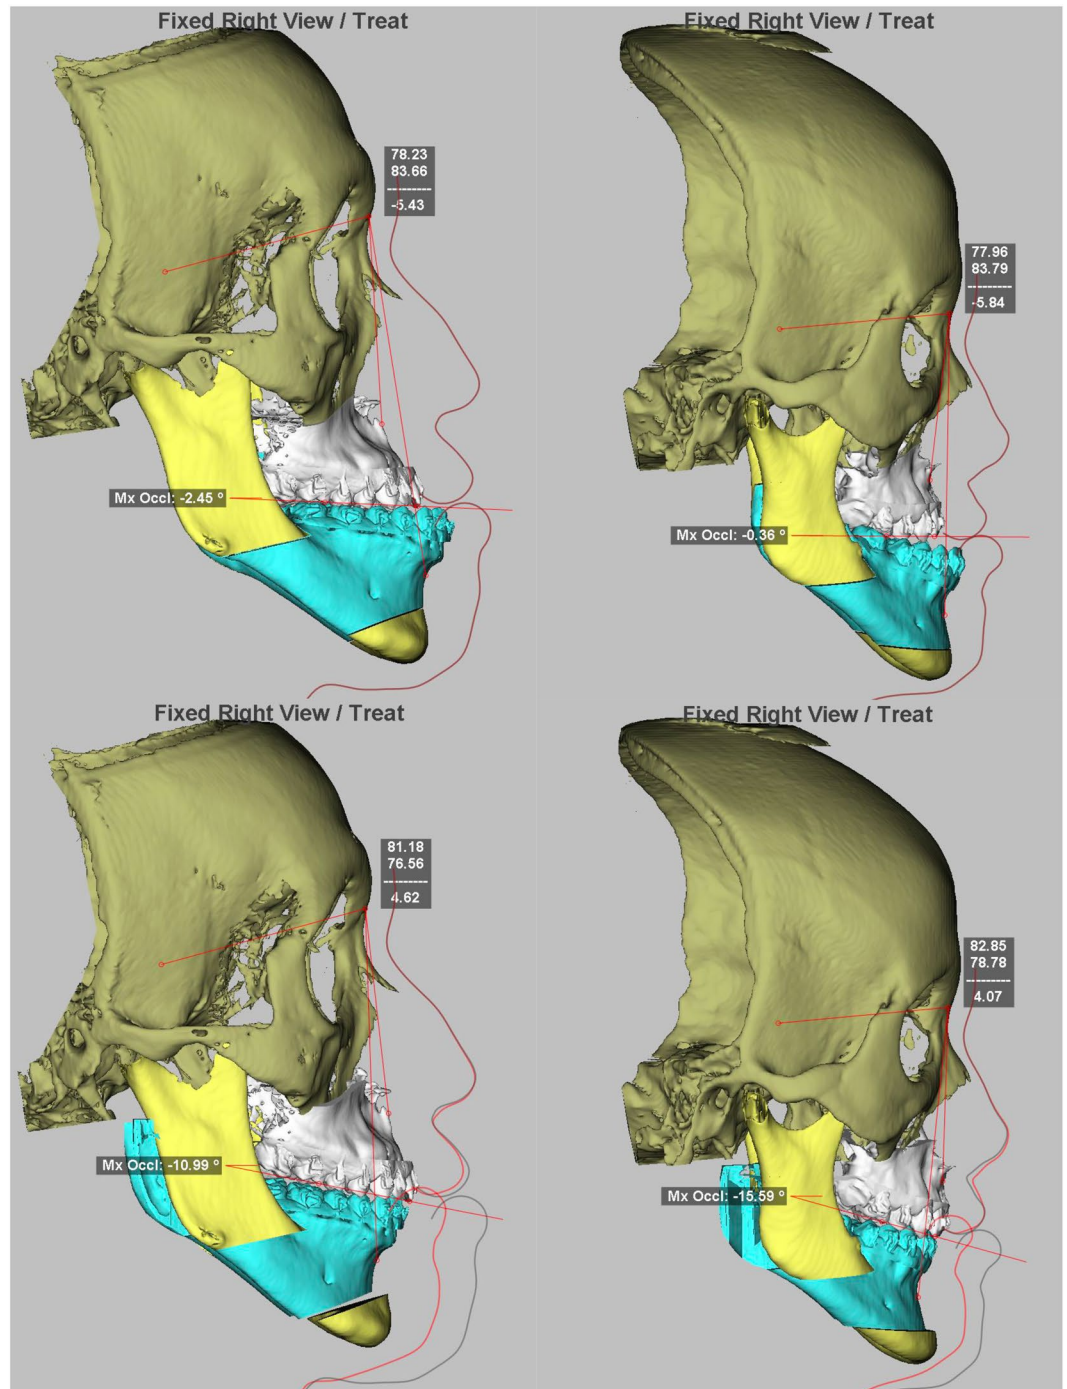 Fixed Right View / Treat
78.23
83.66
---------
-5.43
Mx Occl: -2.45 º
Fixed Right View / Treat
77.96
83.79
---------
-5.84
Mx Occl: -0.36 º
Fixed Right View / Treat
81.18
76.56
---------
4.62
Mx Occl: -10.99 º
Fixed Right View / Treat
82.85
78.78
---------
4.07
Mx Occl: -15.59 º